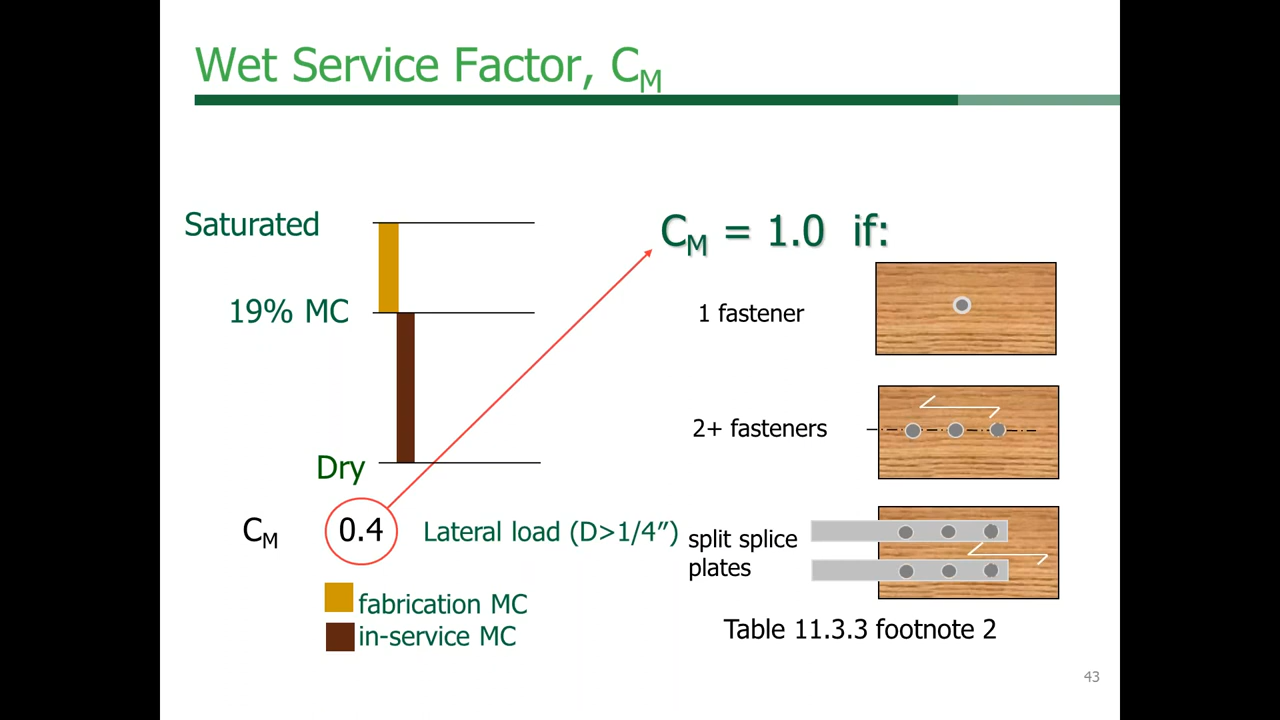 Wet Service Factor, CM
Saturated
19% MC
Dry
CM 0.4 Lateral load (D>1/4″)
fabrication MC
in-service MC
CM = 1.0 if:
1 fastener
2+ fasteners
split splice
plates
Table 11.3.3 footnote 2
43